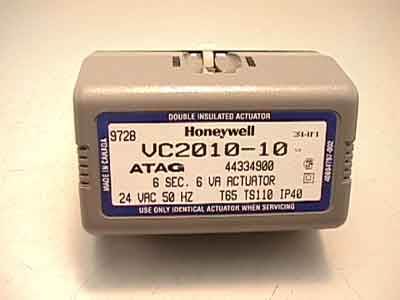 DOUBLE INSULATED ACTUATOR
9728 Honeywell
VC2010-10
ATAG 44334900
6 SEC. 6 VA ACTUATOR
24 VAC 50 HZ T65 TS110 IP40
USE ONLY IDENTICAL ACTUATOR WHEN SERVICING
MADE IN CANADA